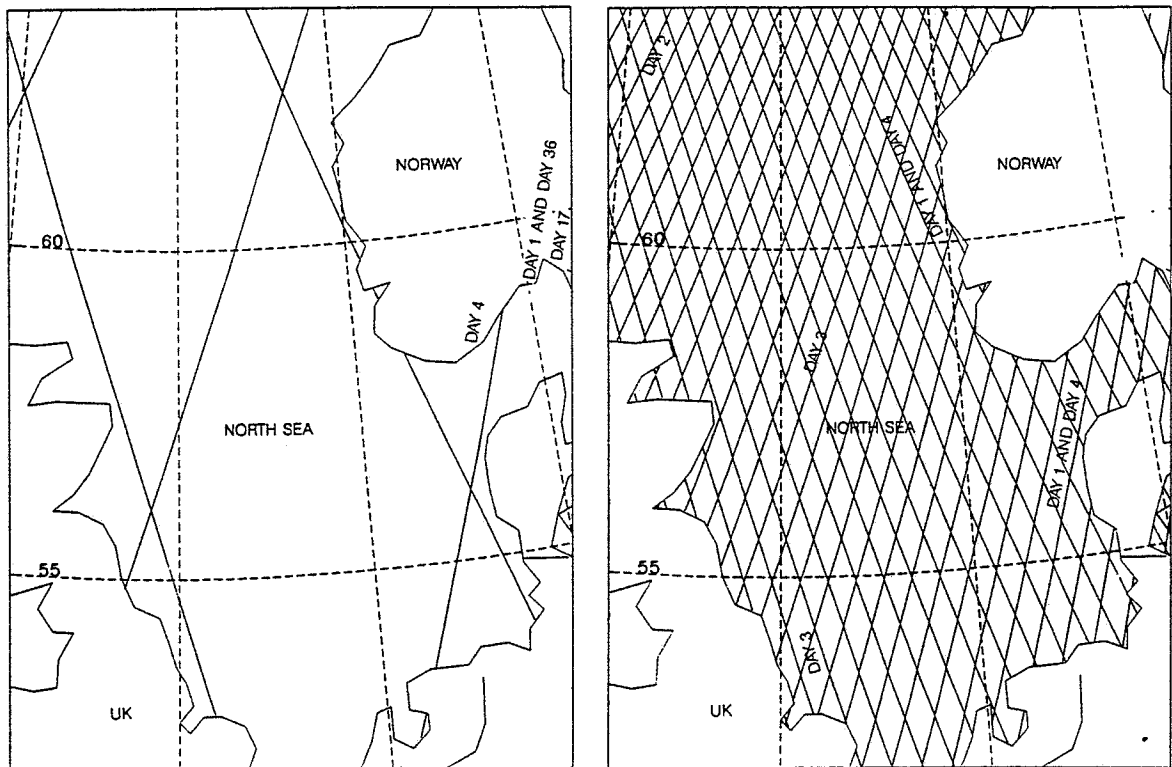 NORWAY
DAY 1 AND DAY 36
DAY 17
60
DAY 4
NORTH SEA
55
UK
DAY 2
DAY 1 AND DAY 4
NORWAY
60
DAY 2
NORTH SEA
DAY 1 AND DAY 4
55
DAY 3
UK